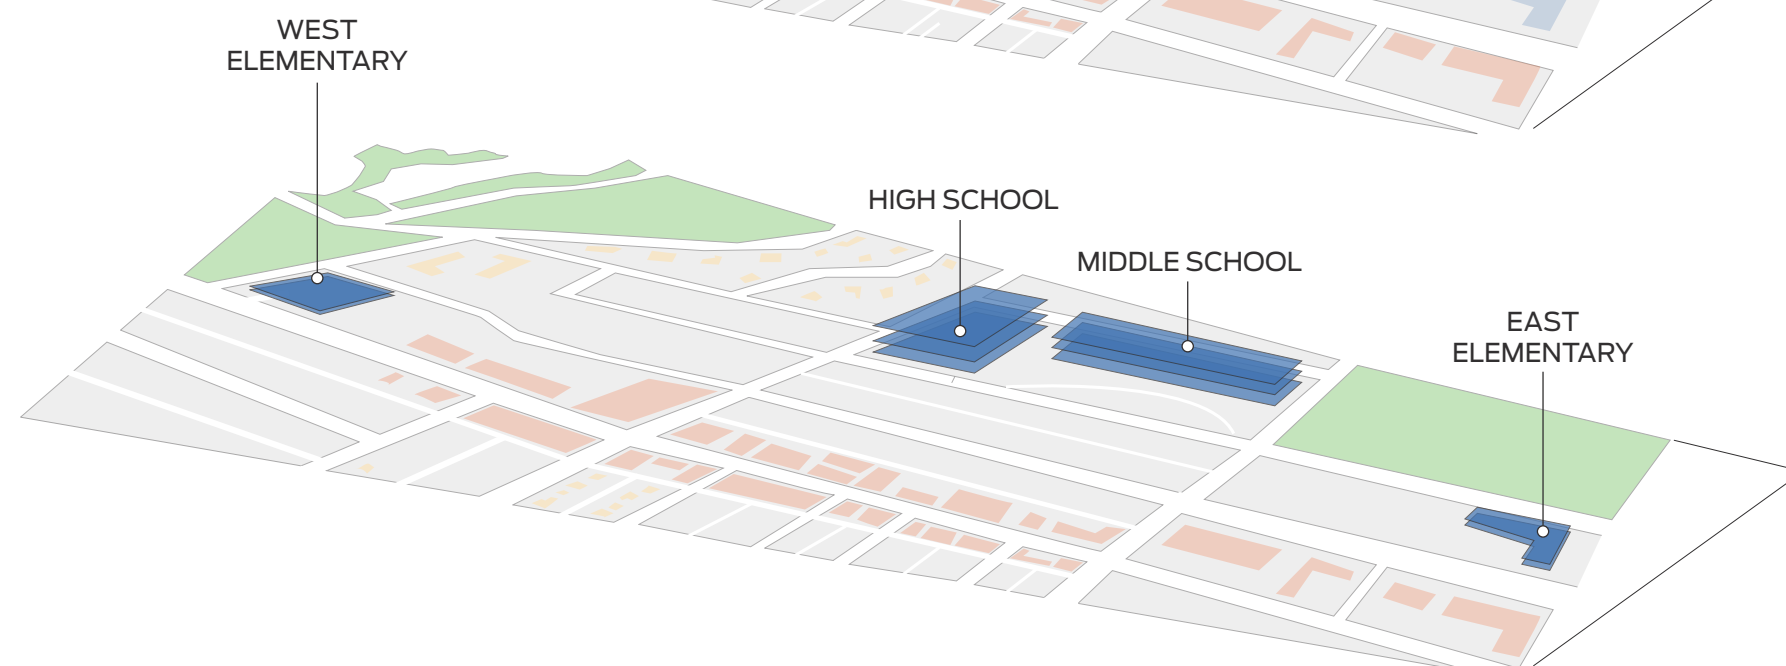 WEST
ELEMENTARY
HIGH SCHOOL
MIDDLE SCHOOL
EAST
ELEMENTARY